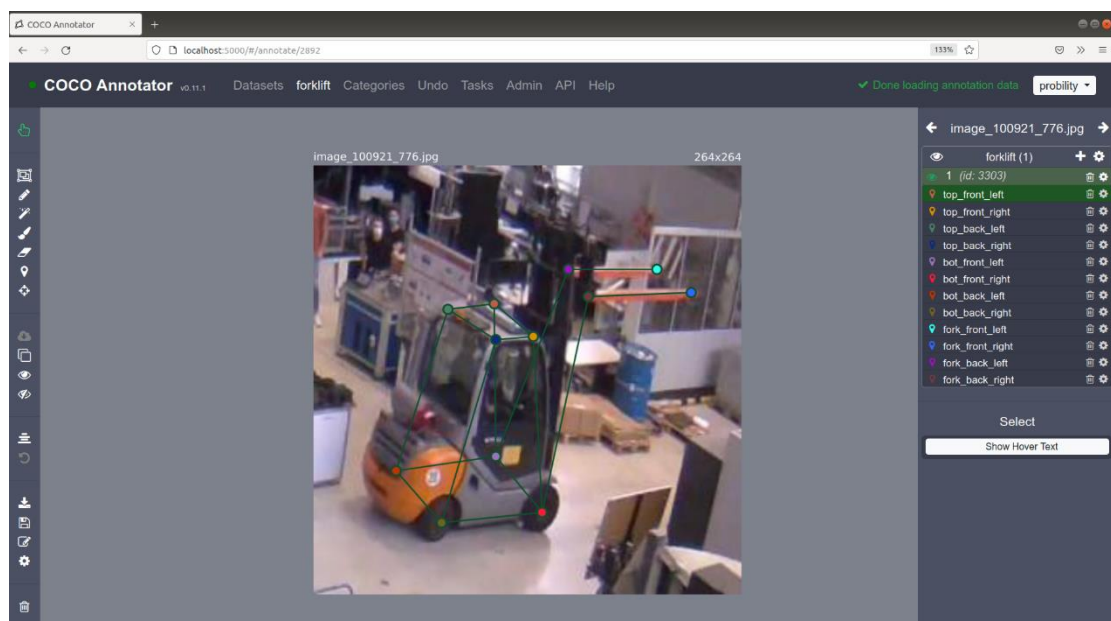 COCO Annotator × +
localhost:5000/#/annotate/2892 133%
COCO Annotator v0.11.1 Datasets forklift Categories Undo Tasks Admin API Help Done loading annotation data probility
image_100921_776.jpg
image_100921_776.jpg 264x264
forklift (1)
1 (id: 3303)
top_front_left
top_front_right
top_back_left
top_back_right
bot_front_left
bot_front_right
bot_back_left
bot_back_right
fork_front_left
fork_front_right
fork_back_left
fork_back_right
Select
Show Hover Text